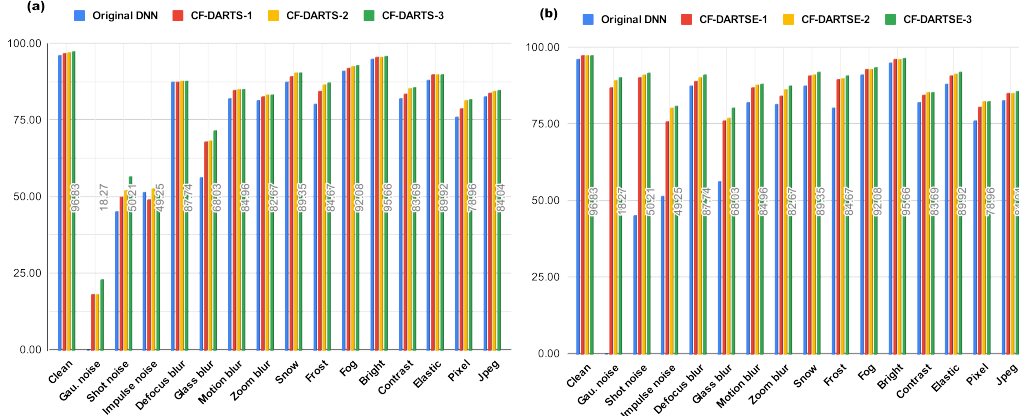 (a)
Original DNN CF-DARTS-1 CF-DARTS-2 CF-DARTS-3
100.00
75.00
50.00
25.00
0.00
96.83
18.27
50.21
49.25
87.74
68.03
84.96
82.67
89.35
84.67
92.08
95.66
83.69
89.92
78.96
84.04
Clean
Gau. noise
Shot noise
Impulse noise
Defocus blur
Glass blur
Motion blur
Zoom blur
Snow
Frost
Fog
Bright
Contrast
Elastic
Pixel
Jpeg
(b)
Original DNN CF-DARTSE-1 CF-DARTSE-2 CF-DARTSE-3
100.00
75.00
50.00
25.00
0.00
96.83
18.27
50.21
49.25
87.74
68.03
84.96
82.67
89.35
84.67
92.08
95.66
83.69
89.92
78.96
84.04
Clean
Gau. noise
Shot noise
Impulse noise
Defocus blur
Glass blur
Motion blur
Zoom blur
Snow
Frost
Fog
Bright
Contrast
Elastic
Pixel
Jpeg